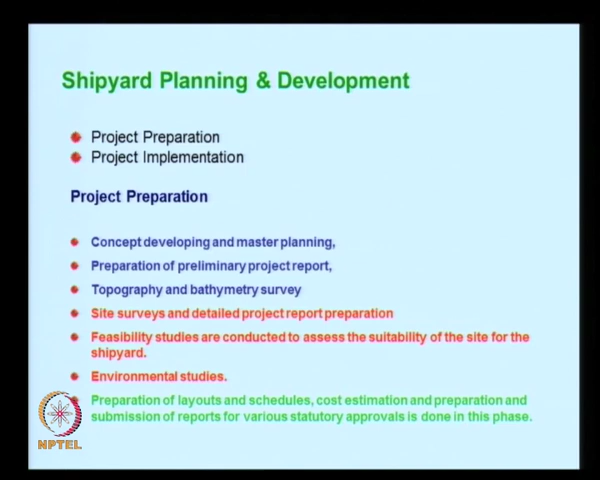 Shipyard Planning & Development
Project Preparation
Project Implementation
Project Preparation
Concept developing and master planning,
Preparation of preliminary project report,
Topography and bathymetry survey
Site surveys and detailed project report preparation
Feasibility studies are conducted to assess the suitability of the site for the
shipyard.
Environmental studies.
Preparation of layouts and schedules, cost estimation and preparation and
submission of reports for various statutory approvals is done in this phase.
NPTEL